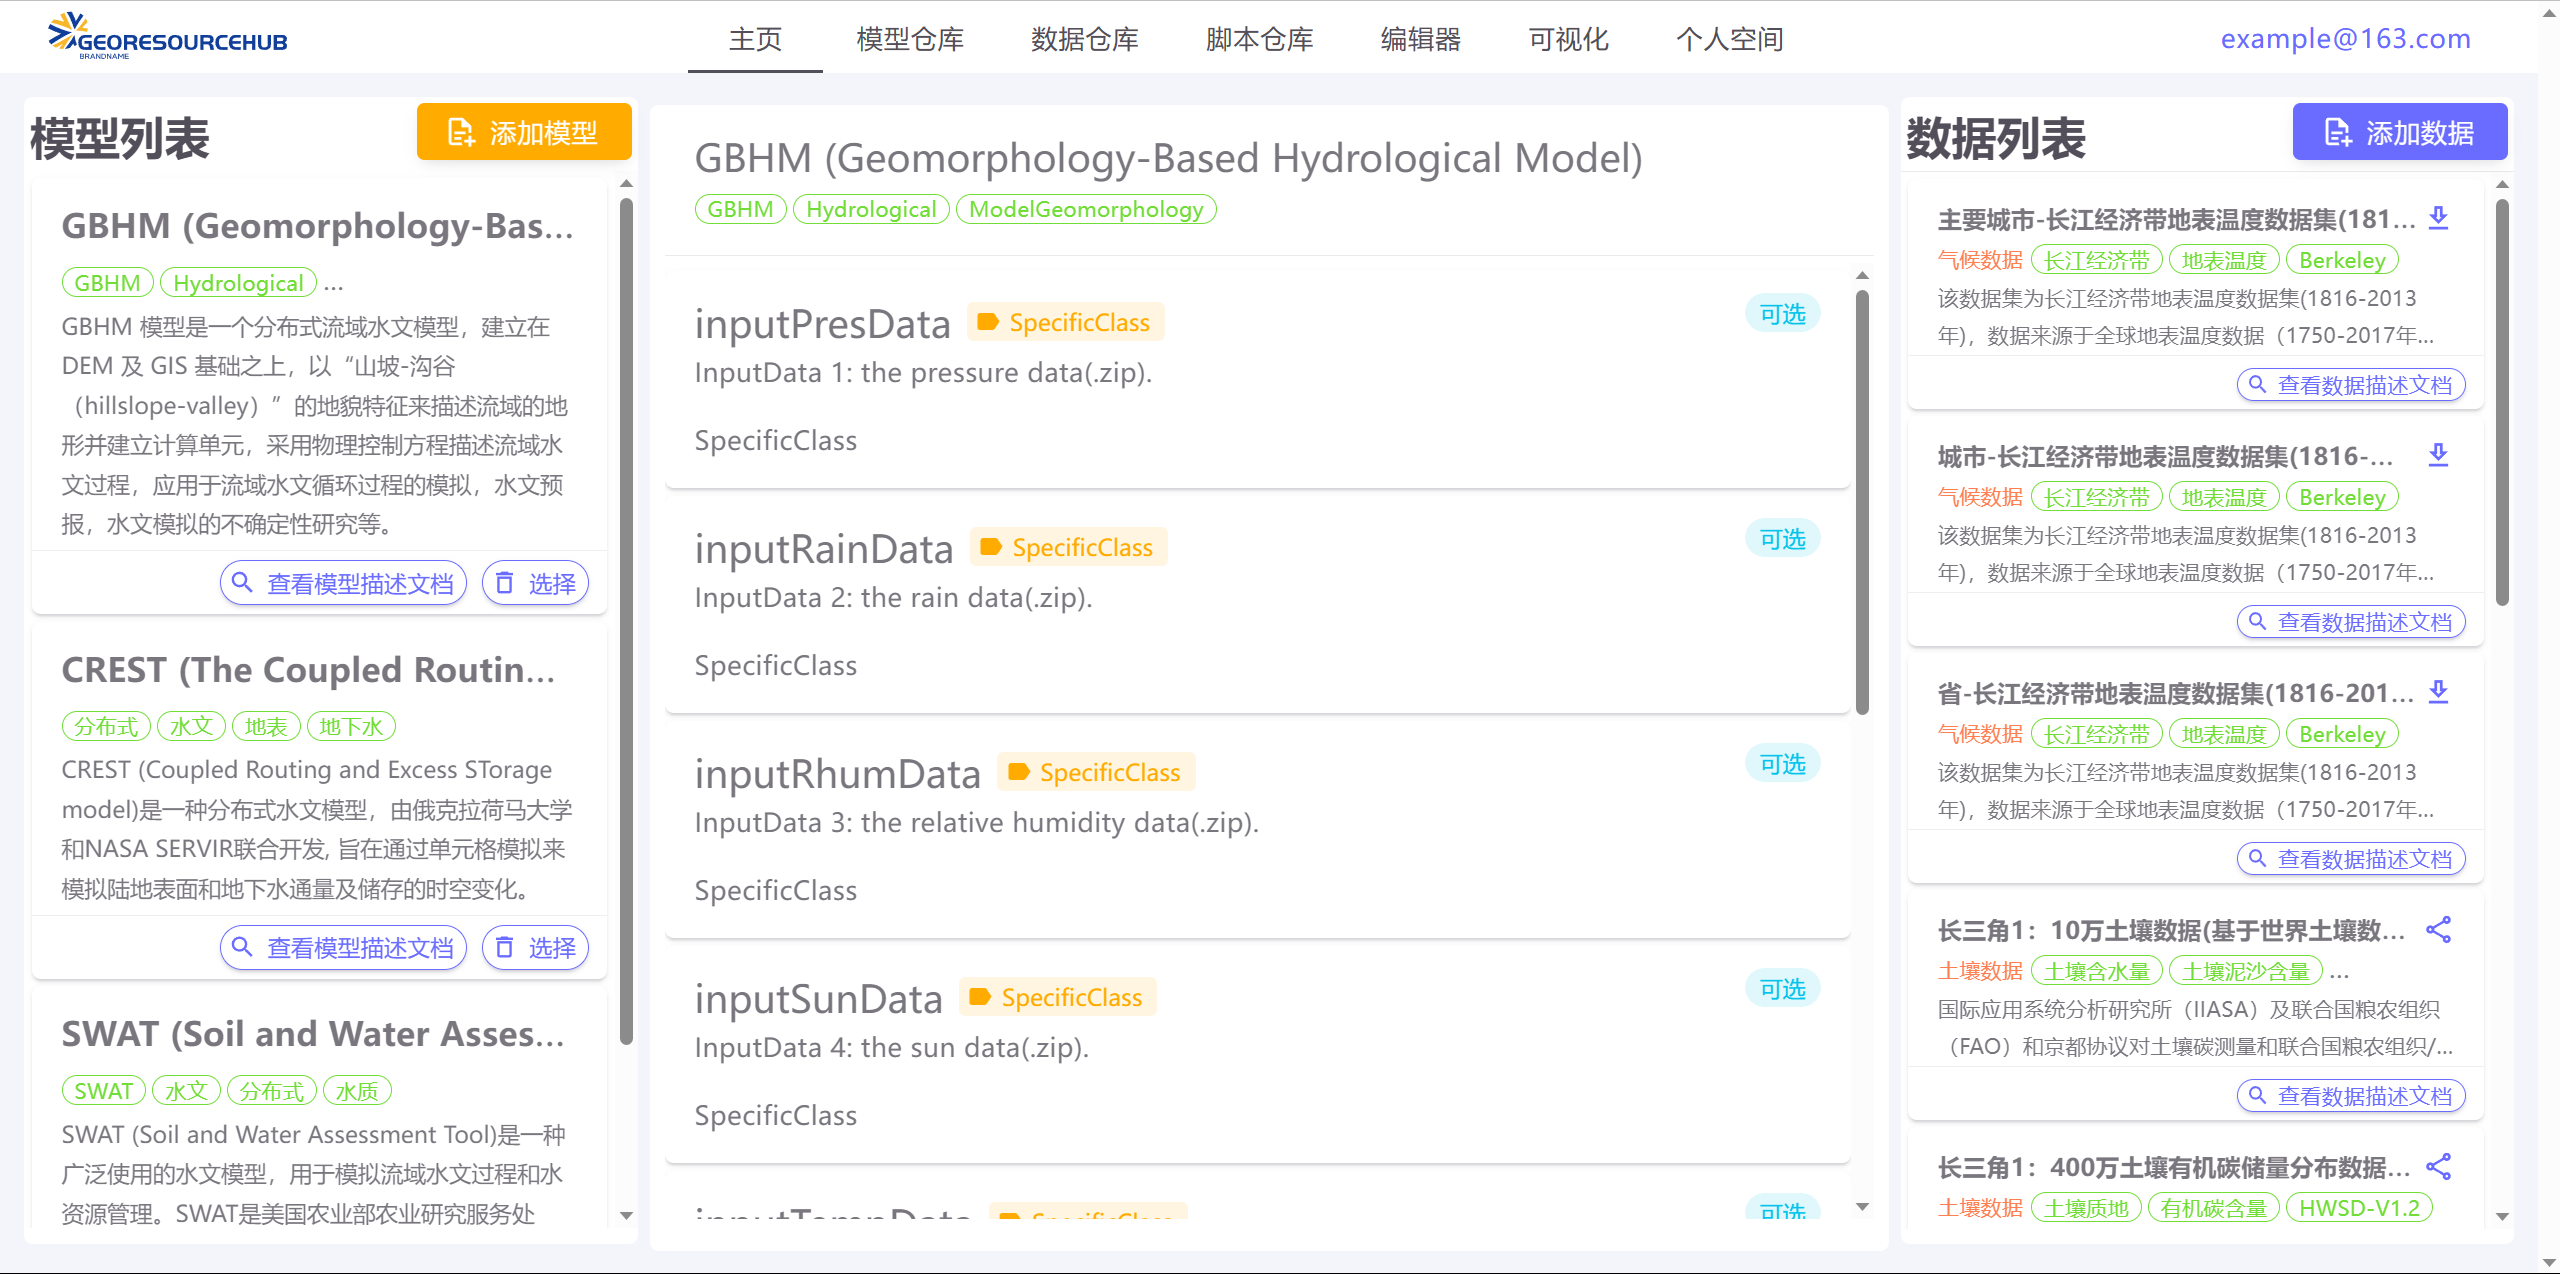 GEORESOURCEHUB
BRANDNAME
主页
模型仓库
数据仓库
脚本仓库
编辑器
可视化
个人空间
example@163.com
模型列表
添加模型
GBHM (Geomorphology-Bas...
GBHM Hydrological ...
GBHM 模型是一个分布式流域水文模型，建立在
DEM 及 GIS 基础之上，以“山坡-沟谷
（hillslope-valley）”的地貌特征来描述流域的地
形并建立计算单元，采用物理控制方程描述流域水
文过程，应用于流域水文循环过程的模拟，水文预
报，水文模拟的不确定性研究等。
查看模型描述文档 选择
CREST (The Coupled Routin...
分布式 水文 地表 地下水
CREST (Coupled Routing and Excess STorage
model)是一种分布式水文模型，由俄克拉荷马大学
和NASA SERVIR联合开发, 旨在通过单元格模拟来
模拟陆地表面和地下水通量及储存的时空变化。
查看模型描述文档 选择
SWAT (Soil and Water Asses...
SWAT 水文 分布式 水质
SWAT (Soil and Water Assessment Tool)是一种
广泛使用的水文模型，用于模拟流域水文过程和水
资源管理。SWAT是美国农业部农业研究服务处
GBHM (Geomorphology-Based Hydrological Model)
GBHM Hydrological ModelGeomorphology
inputPresData SpecificClass 可选
InputData 1: the pressure data(.zip).
SpecificClass
inputRainData SpecificClass 可选
InputData 2: the rain data(.zip).
SpecificClass
inputRhumData SpecificClass 可选
InputData 3: the relative humidity data(.zip).
SpecificClass
inputSunData SpecificClass 可选
InputData 4: the sun data(.zip).
SpecificClass
inputTempData SpecificClass 可选
数据列表
添加数据
主要城市-长江经济带地表温度数据集(181...
气候数据 长江经济带 地表温度 Berkeley
该数据集为长江经济带地表温度数据集(1816-2013
年)，数据来源于全球地表温度数据（1750-2017年...
查看数据描述文档
城市-长江经济带地表温度数据集(1816-...
气候数据 长江经济带 地表温度 Berkeley
该数据集为长江经济带地表温度数据集(1816-2013
年)，数据来源于全球地表温度数据（1750-2017年...
查看数据描述文档
省-长江经济带地表温度数据集(1816-201...
气候数据 长江经济带 地表温度 Berkeley
该数据集为长江经济带地表温度数据集(1816-2013
年)，数据来源于全球地表温度数据（1750-2017年...
查看数据描述文档
长三角1：10万土壤数据(基于世界土壤数...
土壤数据 土壤含水量 土壤泥沙含量 ...
国际应用系统分析研究所（IIASA）及联合国粮农组织
（FAO）和京都协议对土壤碳测量和联合国粮农组织/...
查看数据描述文档
长三角1：400万土壤有机碳储量分布数据...
土壤数据 土壤质地 有机碳含量 HWSD-V1.2